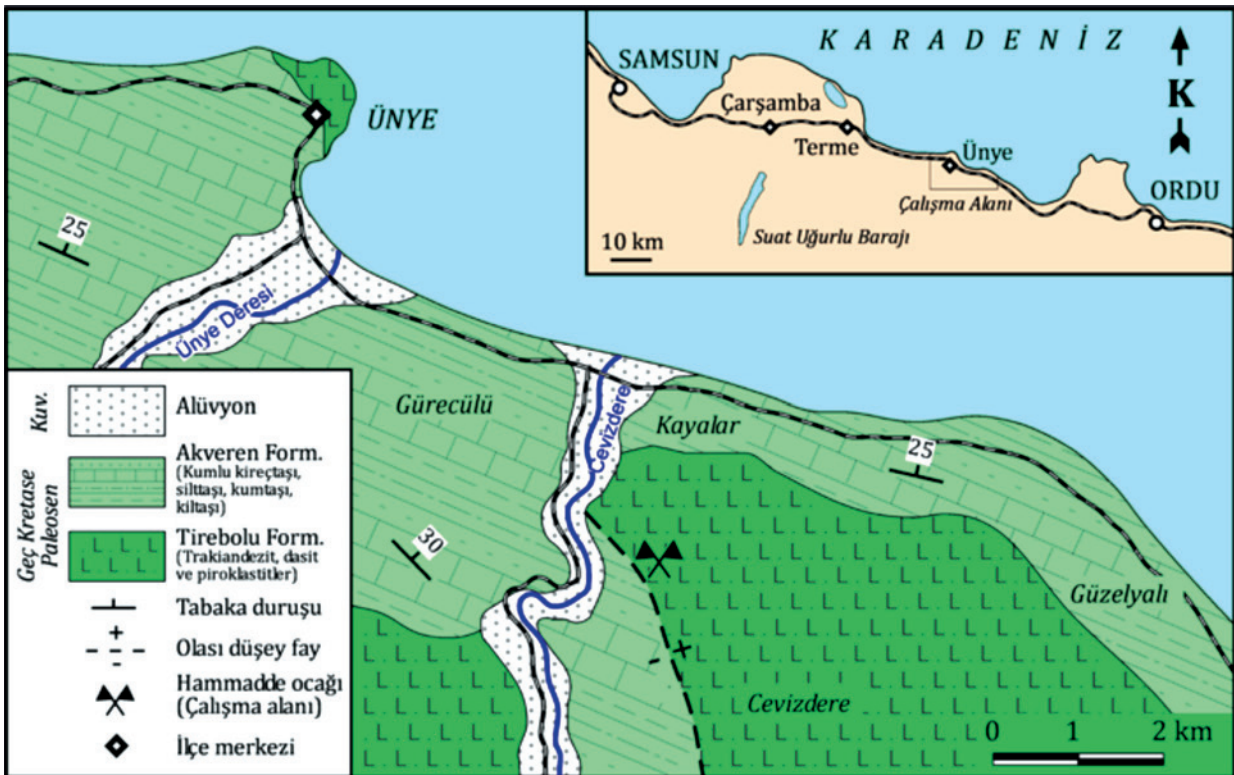 ÜNYE
25
Ünye Deresi
Gürecülü
Cevizdere
Kayalar
25
30
Güzelyalı
Cevizdere
0 1 2 km
KARADENİZ
SAMSUN
K
Çarşamba
Terme
Ünye
Çalışma Alanı
ORDU
Suat Uğurlu Barajı
10 km
Kuv.
Alüvyon
Geç Kretase
Paleosen
Akveren Form.
(Kumlu kireçtaşı,
silttaşı, kumtaşı,
kiltaşı)
Tirebolu Form.
(Trakiandezit, dasit
ve piroklastitler)
Tabaka duruşu
Olası düşey fay
Hammadde ocağı
(Çalışma alanı)
İlçe merkezi